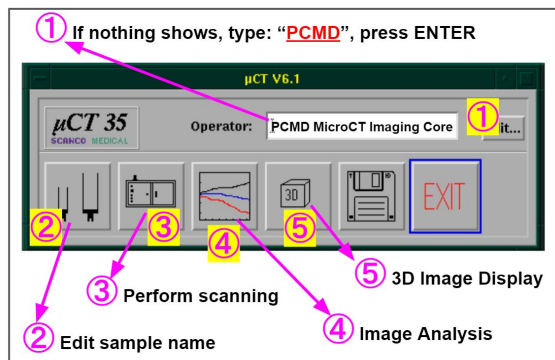 ① If nothing shows, type: “PCMD”, press ENTER
µCT V6.1
µCT 35
SCANCO MEDICAL
Operator:
PCMD MicroCT Imaging Core
①
it...
② ③ ④ 3D ⑤ EXIT
⑤ 3D Image Display
③ Perform scanning
④ Image Analysis
② Edit sample name